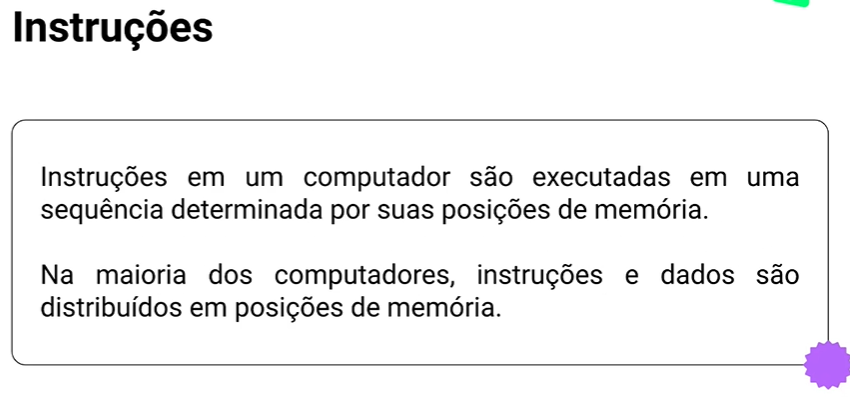 Instruções
Instruções em um computador são executadas em uma
sequência determinada por suas posições de memória.
Na maioria dos computadores, instruções e dados são
distribuídos em posições de memória.